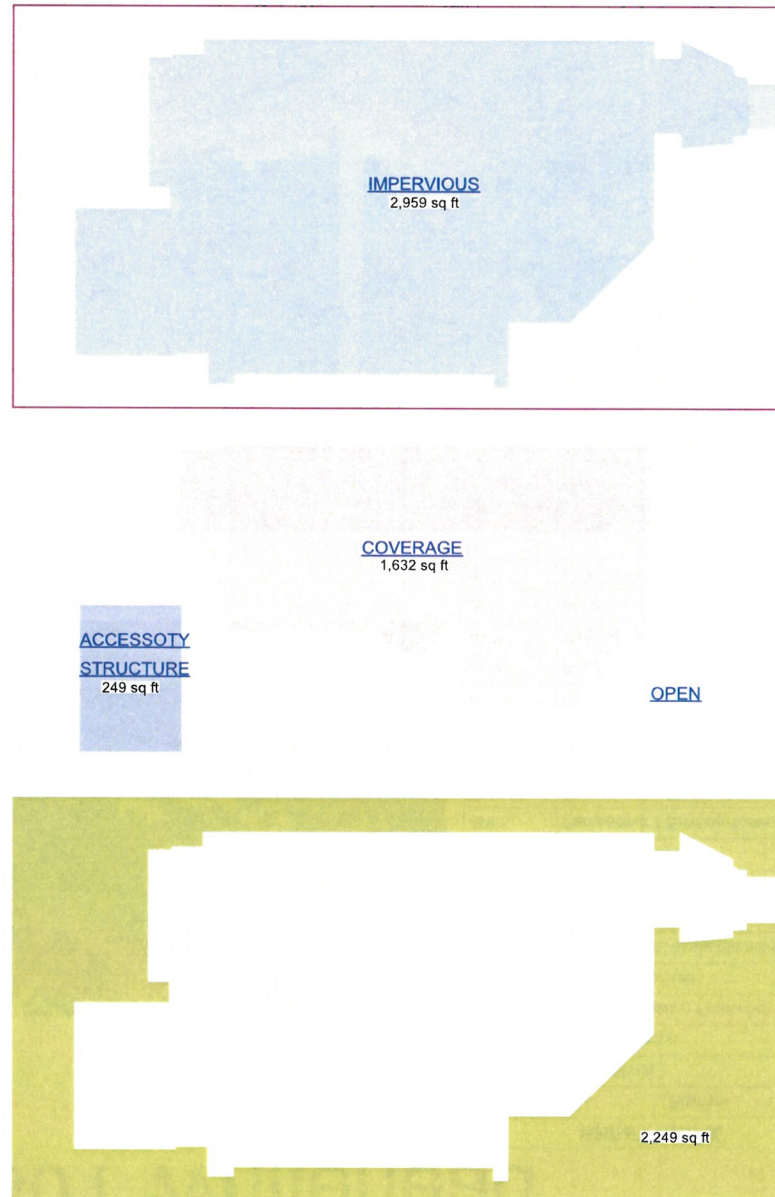 IMPERVIOUS
2,959 sq ft
COVERAGE
1,632 sq ft
ACCESSOTY
STRUCTURE
249 sq ft
OPEN
2,249 sq ft